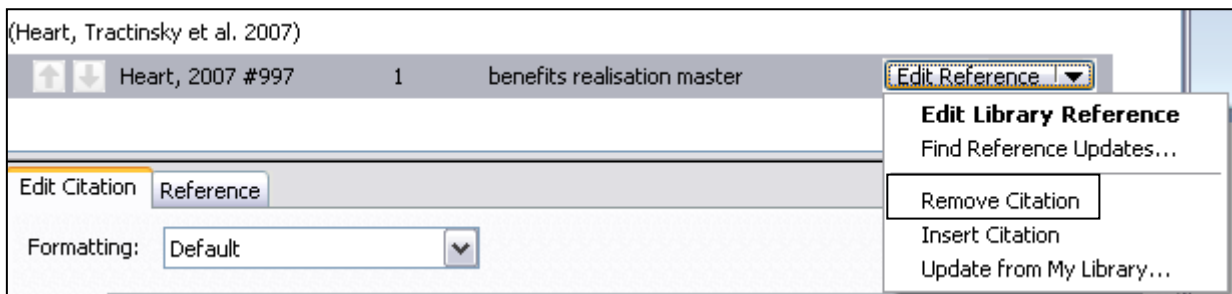 (Heart, Tractinsky et al. 2007)
Heart, 2007 #997 1 benefits realisation master Edit Reference
Edit Library Reference
Find Reference Updates...
Edit Citation Reference
Remove Citation
Formatting: Default
Insert Citation
Update from My Library...